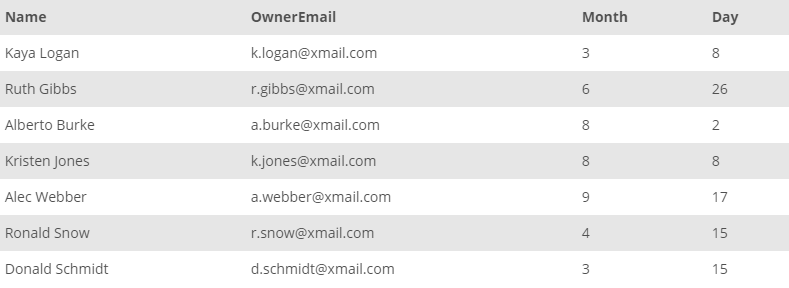 Name OwnerEmail Month Day
Kaya Logan k.logan@xmail.com 3 8
Ruth Gibbs r.gibbs@xmail.com 6 26
Alberto Burke a.burke@xmail.com 8 2
Kristen Jones k.jones@xmail.com 8 8
Alec Webber a.webber@xmail.com 9 17
Ronald Snow r.snow@xmail.com 4 15
Donald Schmidt d.schmidt@xmail.com 3 15